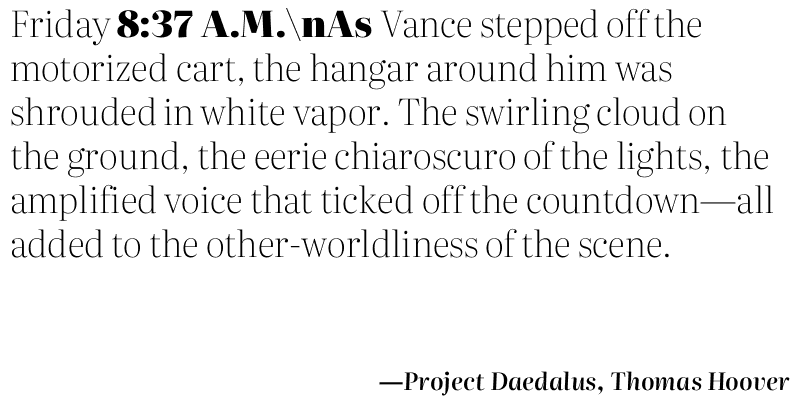 Friday 8:37 A.M.\nAs Vance stepped off the
motorized cart, the hangar around him was
shrouded in white vapor. The swirling cloud on
the ground, the eerie chiaroscuro of the lights, the
amplified voice that ticked off the countdown—all
added to the other-worldliness of the scene.
—Project Daedalus, Thomas Hoover